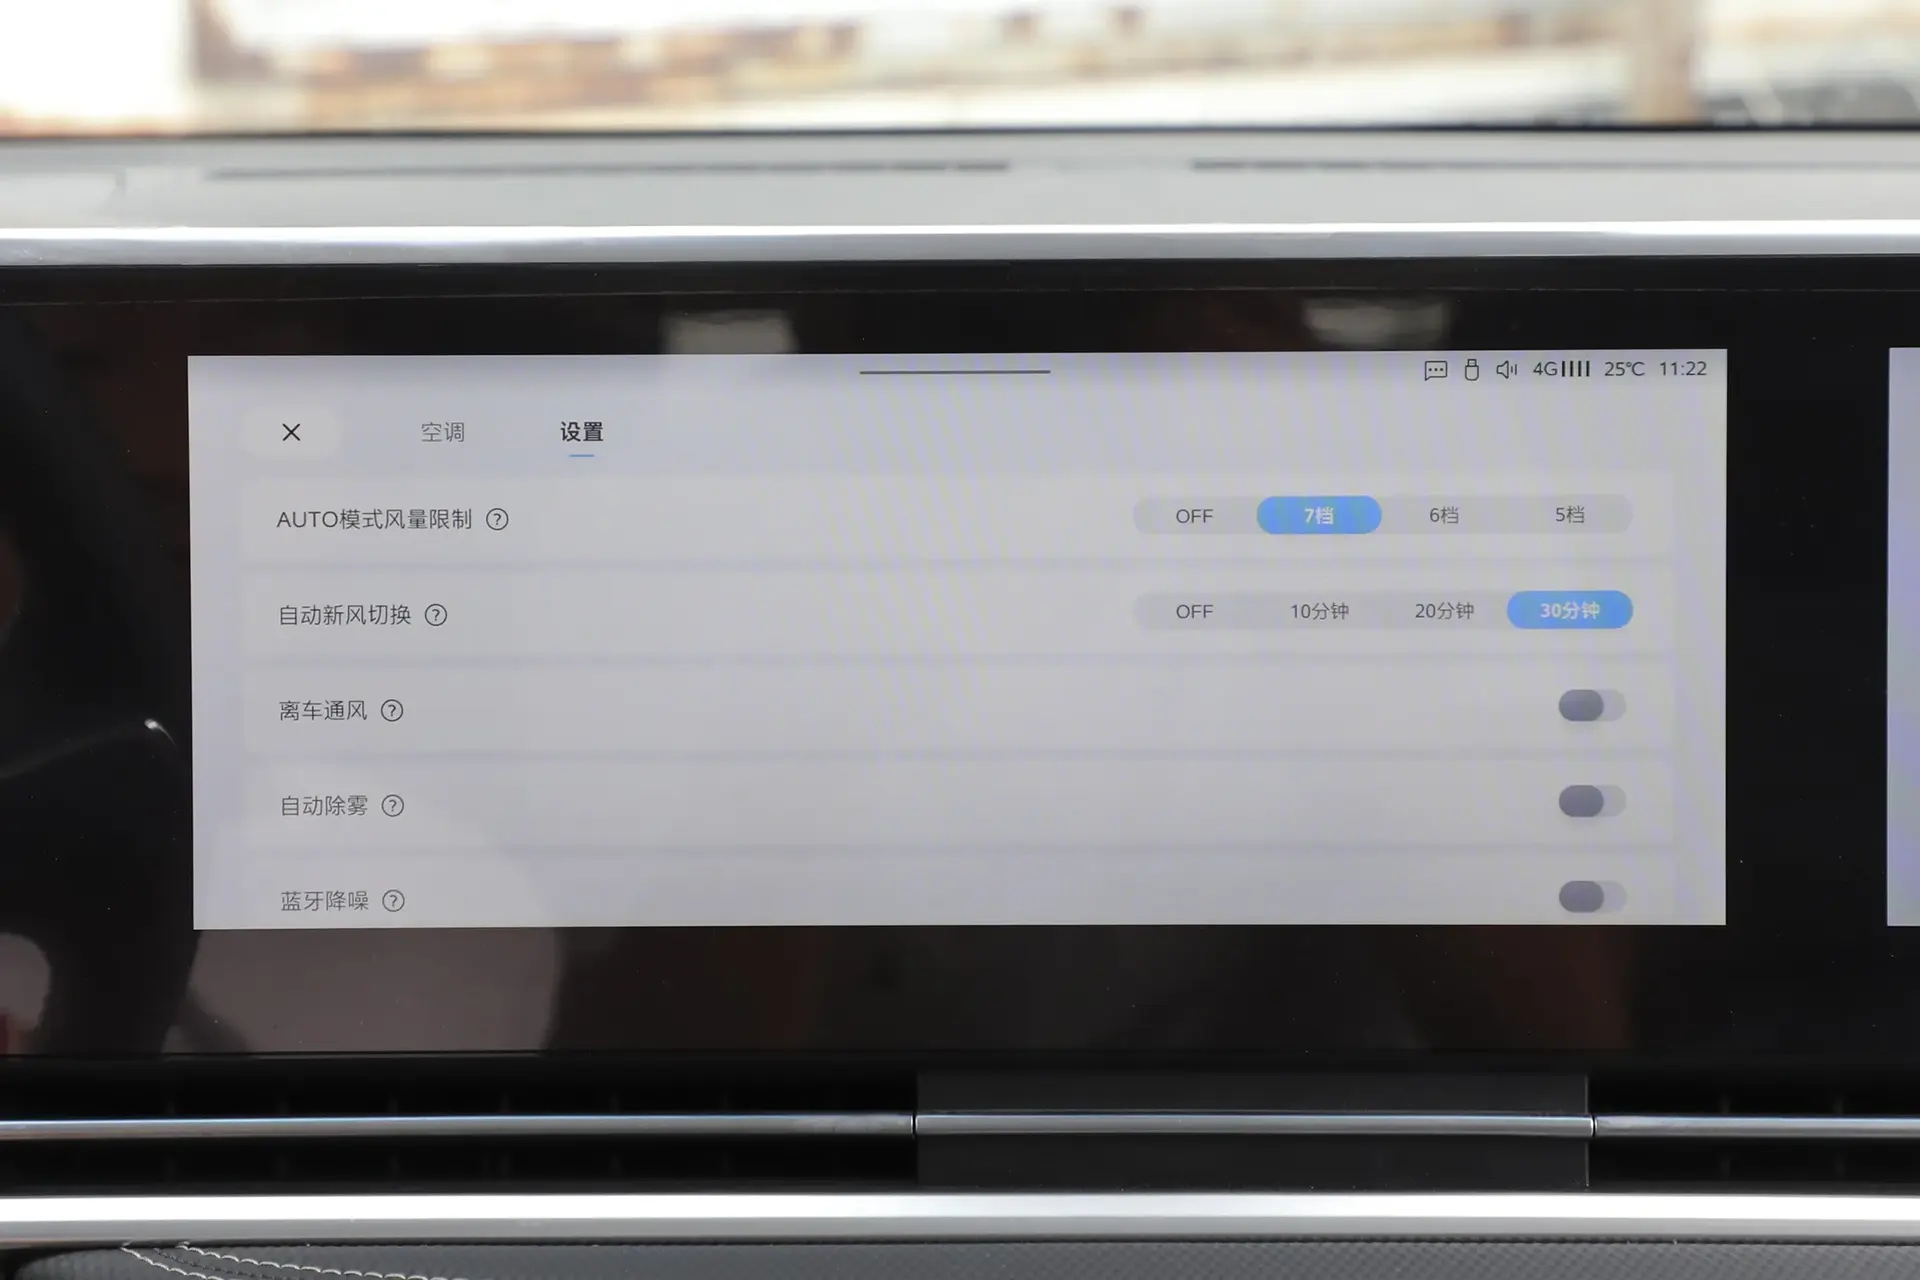 4G 25℃ 11:22
空调 设置
AUTO模式风量限制 ? OFF 7档 6档 5档
自动新风切换 ? OFF 10分钟 20分钟 30分钟
离车通风 ?
自动除雾 ?
蓝牙降噪 ?